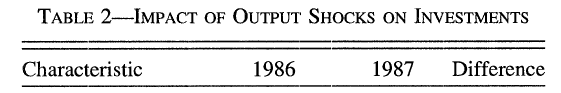 TABLE 2—IMPACT OF OUTPUT SHOCKS ON INVESTMENTS
Characteristic 1986 1987 Difference